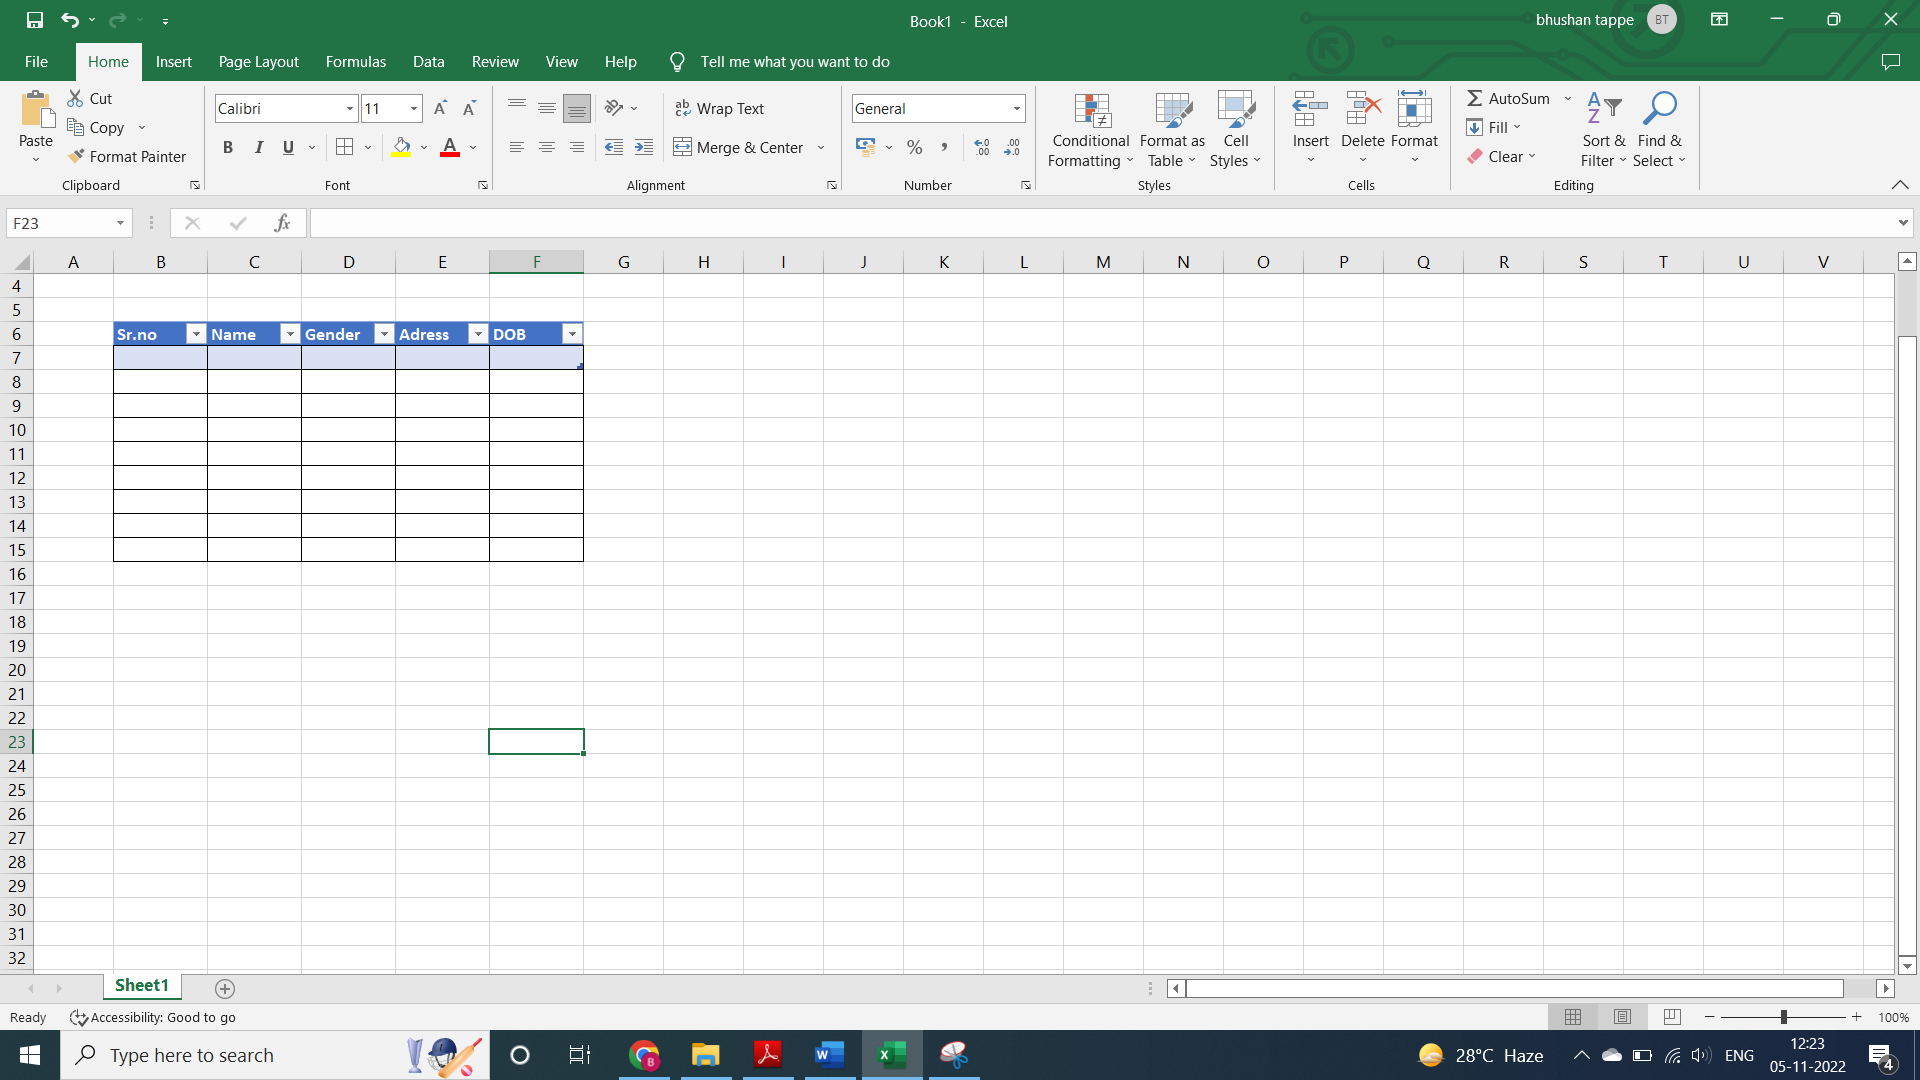 Book1 - Excel
bhushan tappe BT
File Home Insert Page Layout Formulas Data Review View Help Tell me what you want to do
Paste
Cut
Copy
Format Painter
Clipboard
Calibri 11
B I U
Font
Wrap Text
Merge & Center
Alignment
General
% ,
Number
Conditional Formatting
Format as Table
Cell Styles
Styles
Insert Delete Format
Cells
AutoSum
Fill
Clear
Sort & Filter
Find & Select
Editing
F23 fx
A B C D E F G H I J K L M N O P Q R S T U V
4
5
6 Sr.no Name Gender Adress DOB
7
8
9
10
11
12
13
14
15
16
17
18
19
20
21
22
23
24
25
26
27
28
29
30
31
32
Sheet1
Ready Accessibility: Good to go 100%
Type here to search
28°C Haze ENG
12:23
05-11-2022
4